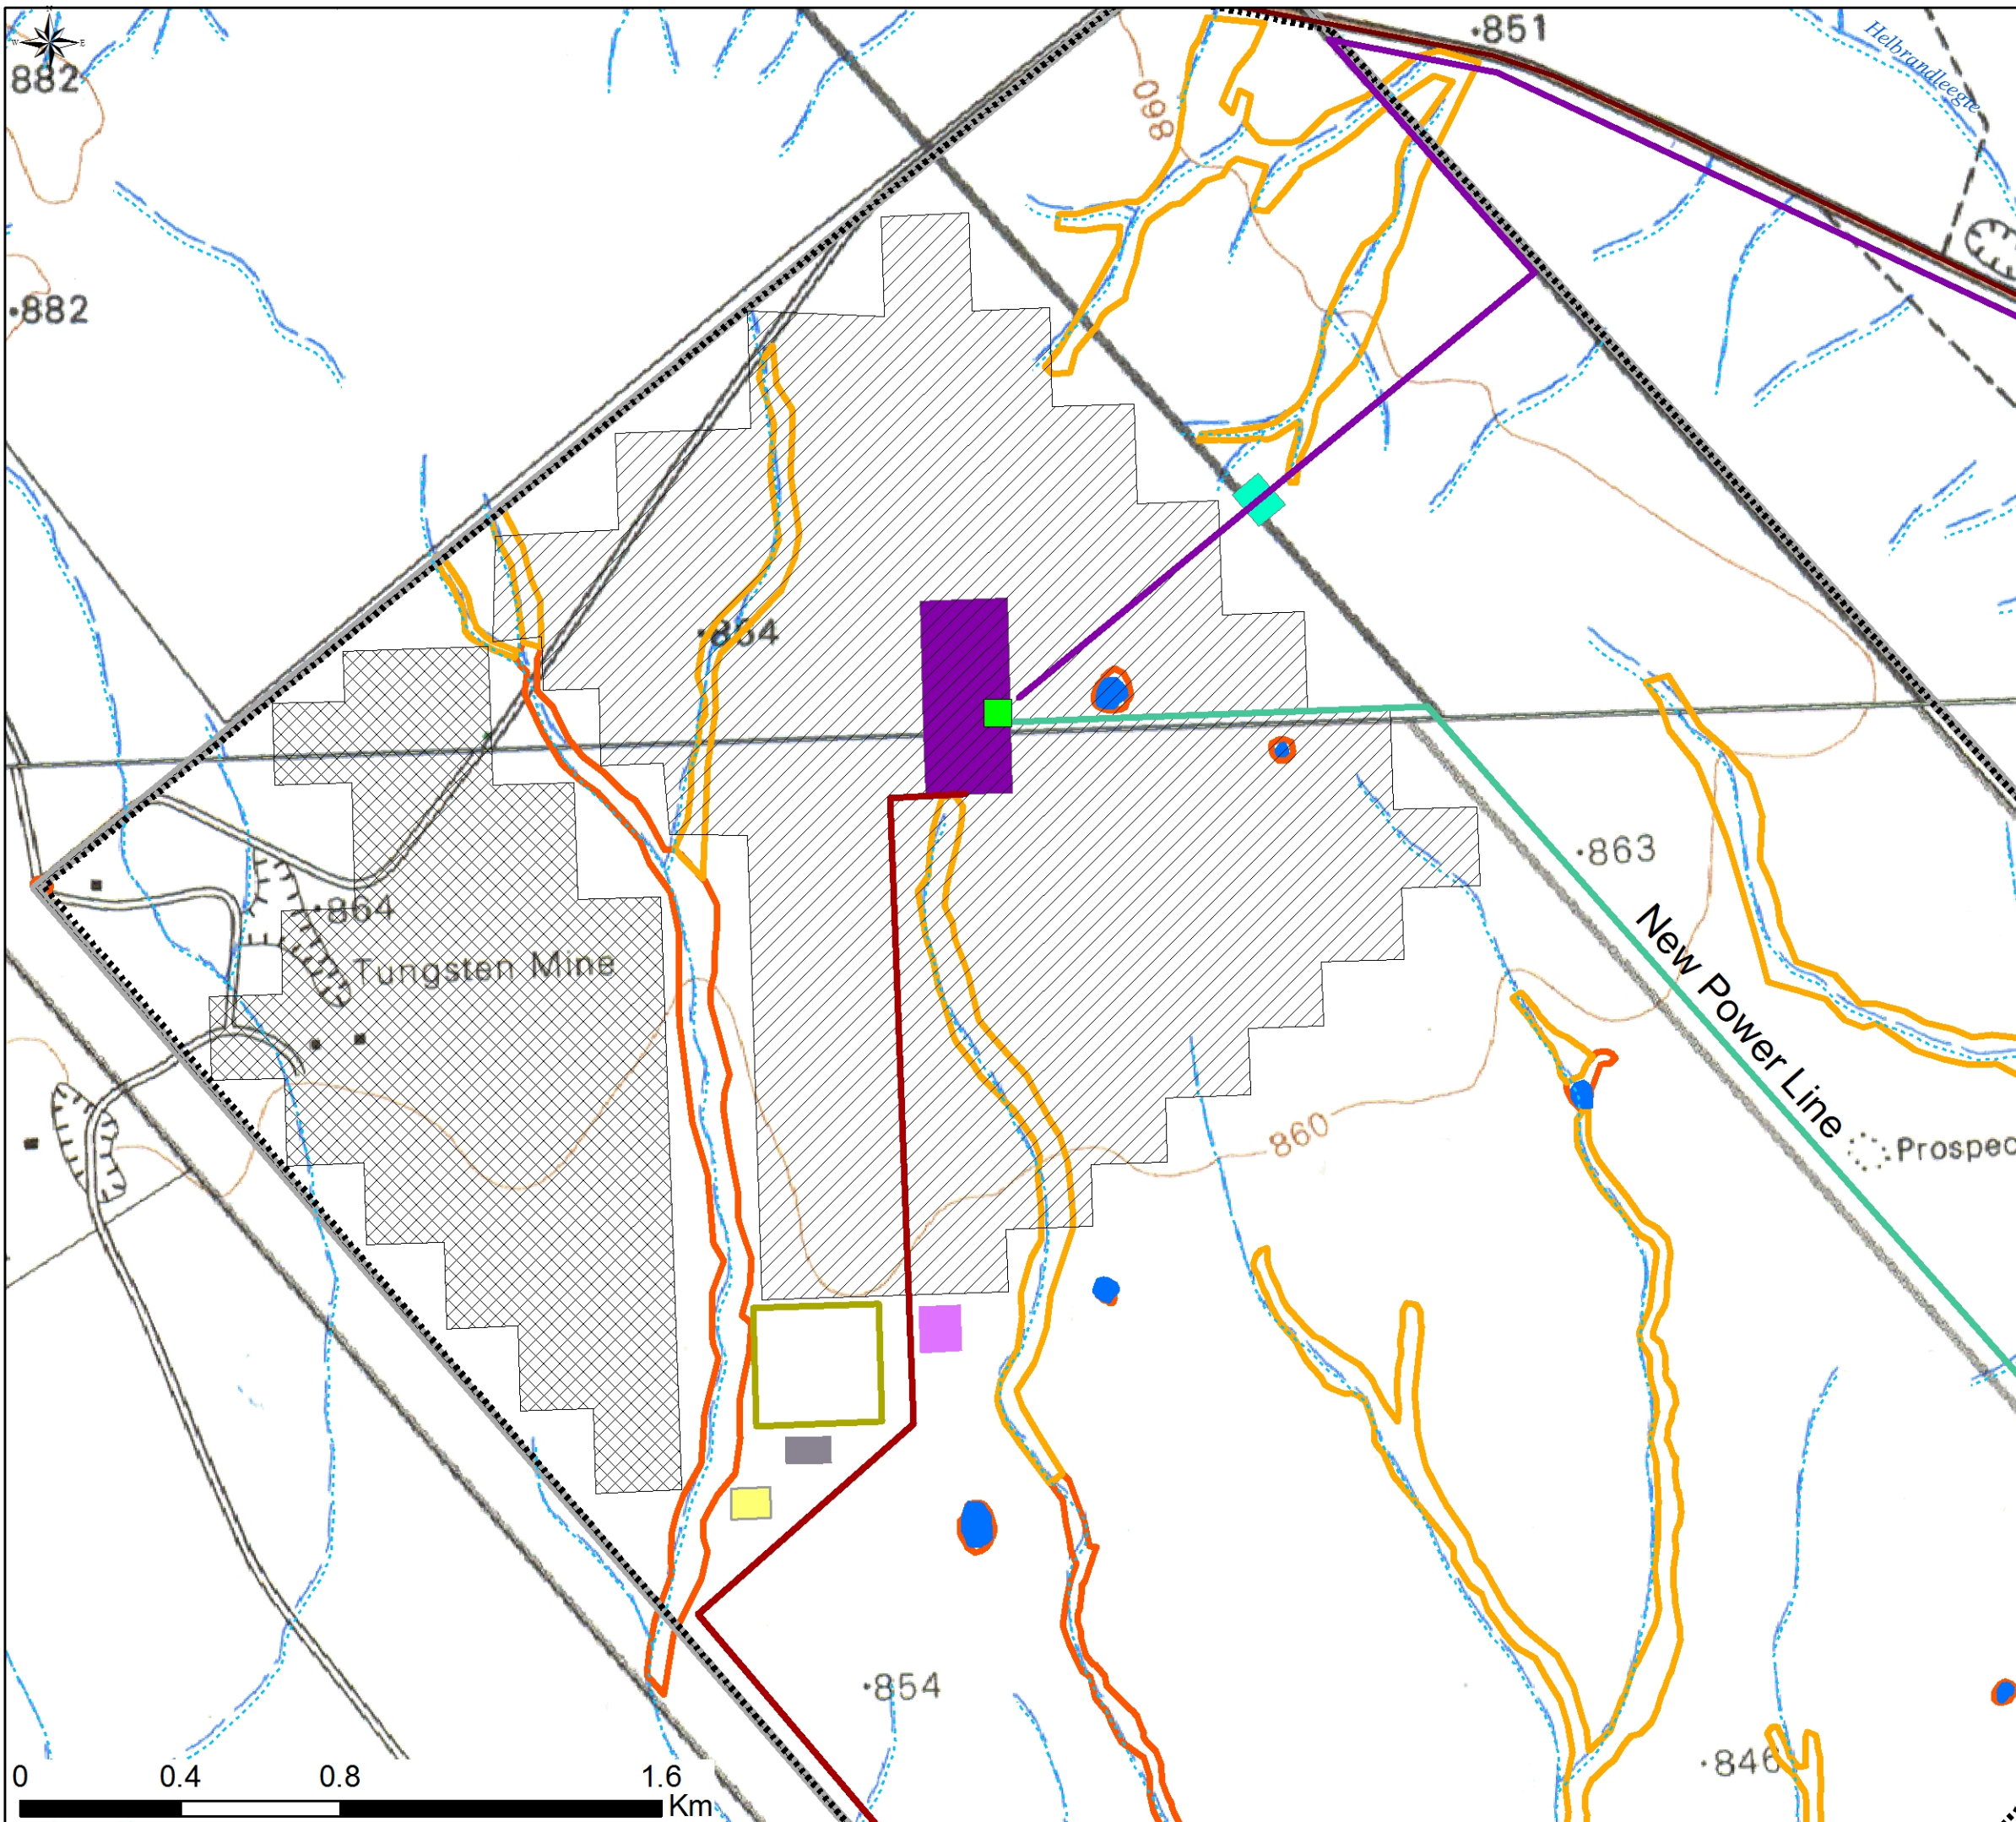 E
882
·851
Helbrandleegte
860
·882
·854
·863
·864
Tungsten Mine
New Power Line
860
Prospec
·854
·846
0 0.4 0.8 1.6
Km